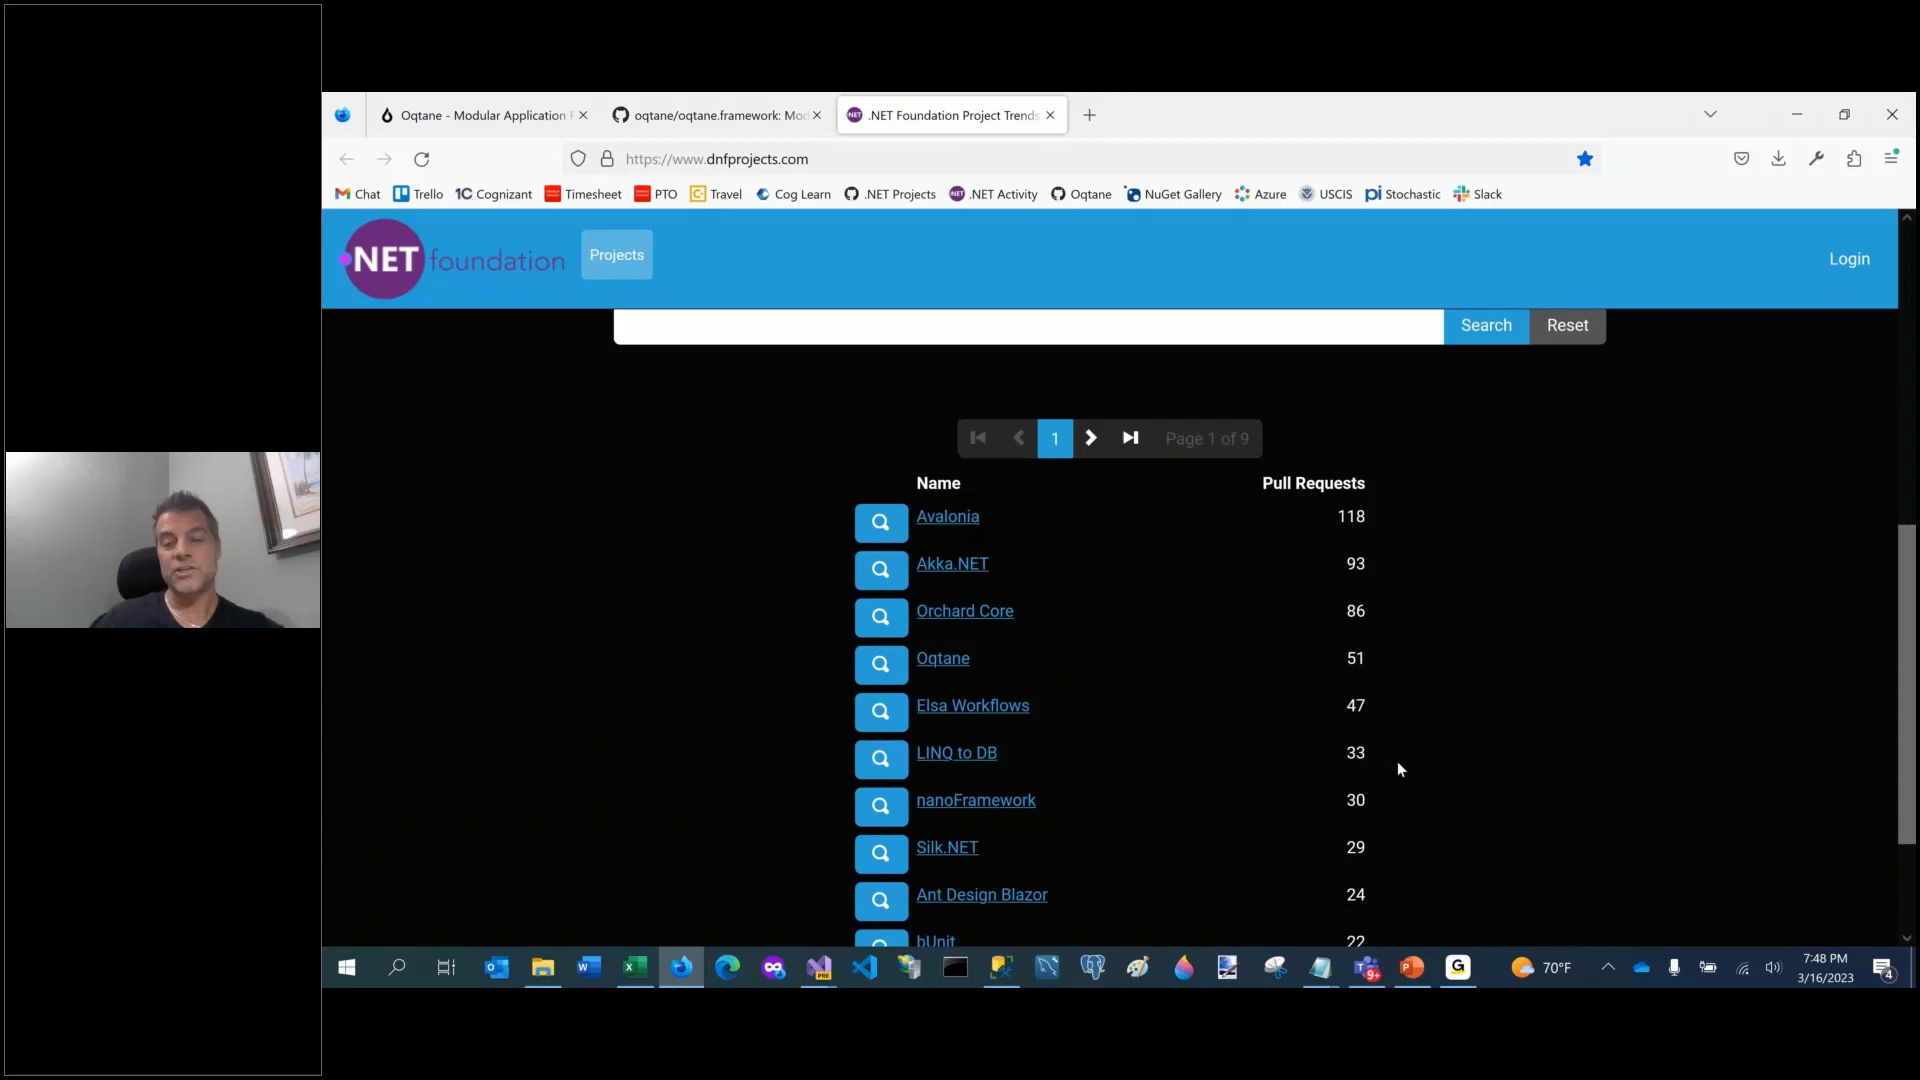 Oqtane - Modular Application F
oqtane/oqtane.framework: Mod
.NET Foundation Project Trends
https://www.dnfprojects.com
Chat
Trello
1C Cognizant
Timesheet
PTO
Travel
Cog Learn
.NET Projects
NET .NET Activity
Oqtane
NuGet Gallery
Azure
USCIS
pi Stochastic
Slack
.NET foundation
Projects
Login
Search
Reset
1
Page 1 of 9
Name Pull Requests
Avalonia 118
Akka.NET 93
Orchard Core 86
Oqtane 51
Elsa Workflows 47
LINQ to DB 33
nanoFramework 30
Silk.NET 29
Ant Design Blazor 24
bUnit 22
70°F
7:48 PM
3/16/2023
4